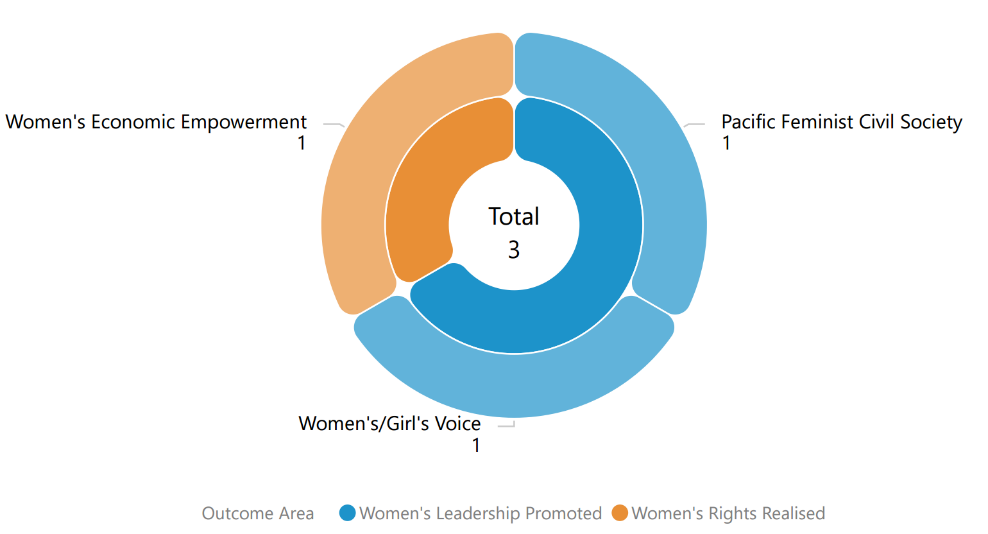 Women's Economic Empowerment
1
Pacific Feminist Civil Society
1
Total
3
Women's/Girl's Voice
1
Outcome Area Women's Leadership Promoted Women's Rights Realised